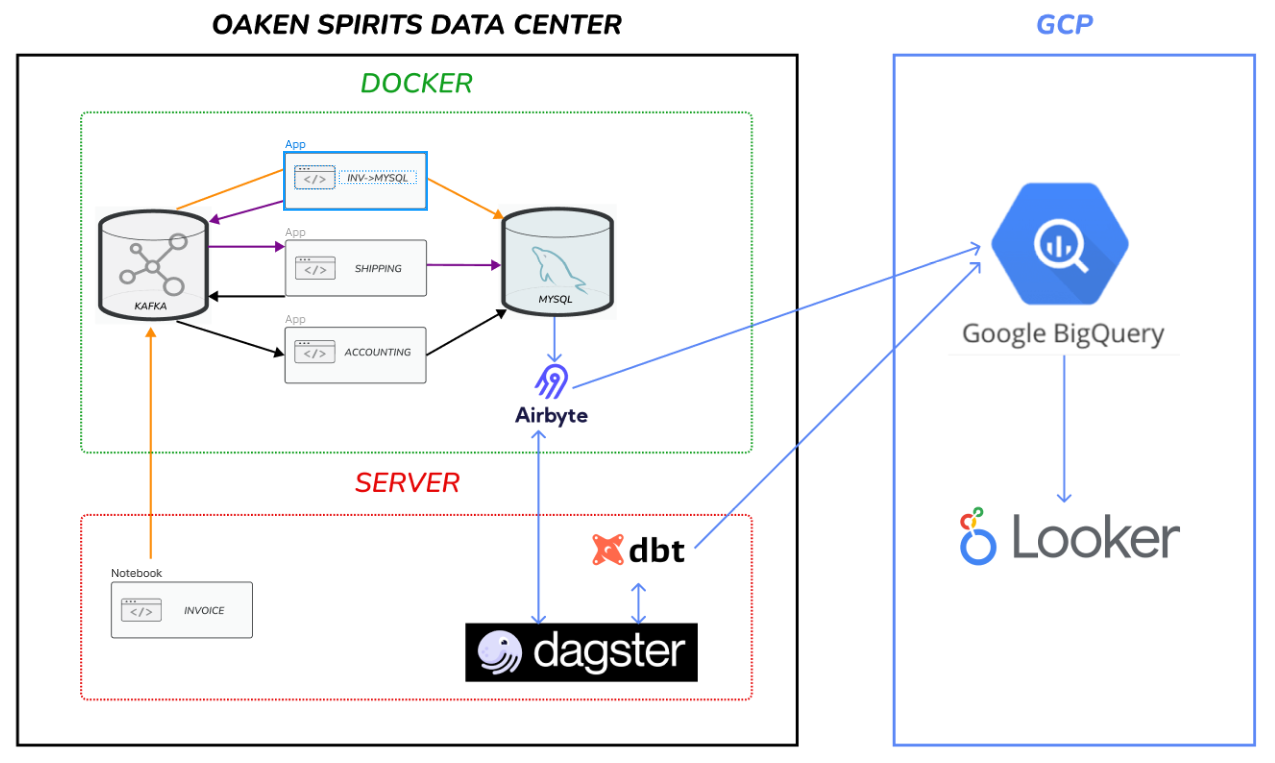 OAKEN SPIRITS DATA CENTER
GCP
DOCKER
App
</> INV->MYSQL
App
</> SHIPPING
KAFKA
MYSQL
App
</> ACCOUNTING
Google BigQuery
Airbyte
SERVER
dbt
Looker
Notebook
</> INVOICE
dagster